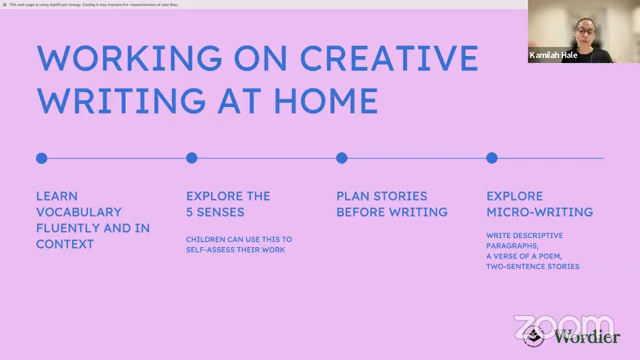 This web page is using significant energy. Closing it may improve the responsiveness of your Mac.
Kamilah Hale
WORKING ON CREATIVE
WRITING AT HOME
LEARN
VOCABULARY
FLUENTLY AND IN
CONTEXT
EXPLORE THE
5 SENSES
CHILDREN CAN USE THIS TO
SELF-ASSESS THEIR WORK
PLAN STORIES
BEFORE WRITING
EXPLORE
MICRO-WRITING
WRITE DESCRIPTIVE
PARAGRAPHS,
A VERSE OF A POEM,
TWO-SENTENCE STORIES
zoom
Wordier